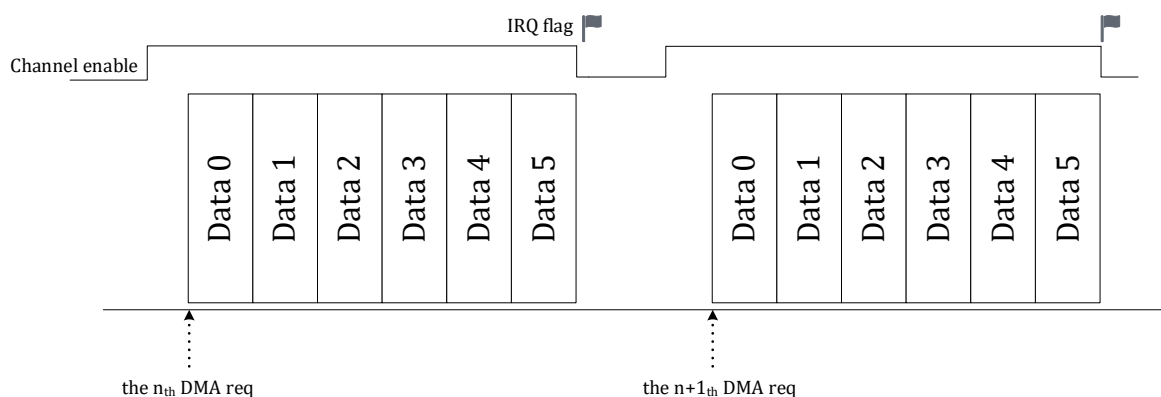 IRQ flag
Channel enable
Data 0
Data 1
Data 2
Data 3
Data 4
Data 5
Data 0
Data 1
Data 2
Data 3
Data 4
Data 5
the nth DMA req
the n+1th DMA req